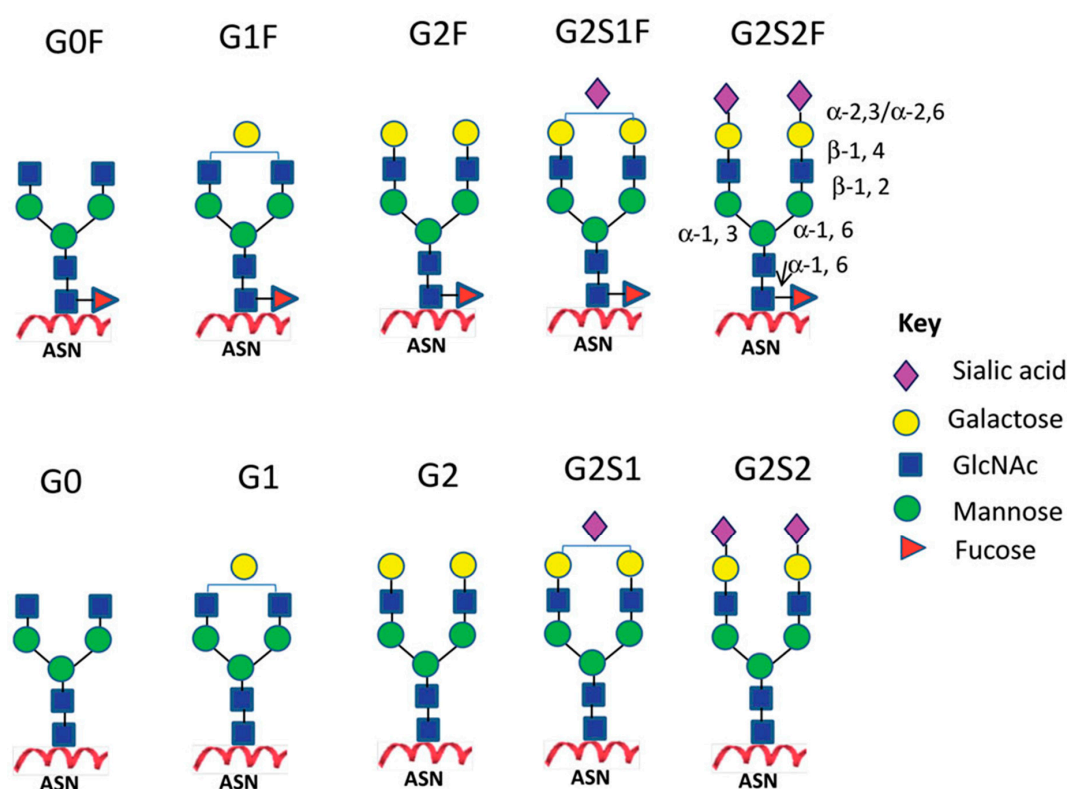 G0F
G1F
G2F
G2S1F
G2S2F
α-2,3/α-2,6
β-1, 4
β-1, 2
α-1, 3
α-1, 6
α-1, 6
ASN
ASN
ASN
ASN
ASN
Key
Sialic acid
Galactose
GlcNAc
Mannose
Fucose
G0
G1
G2
G2S1
G2S2
ASN
ASN
ASN
ASN
ASN